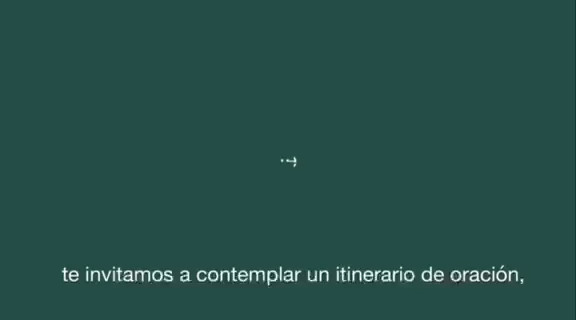 te invitamos a contemplar un itinerario de oración,